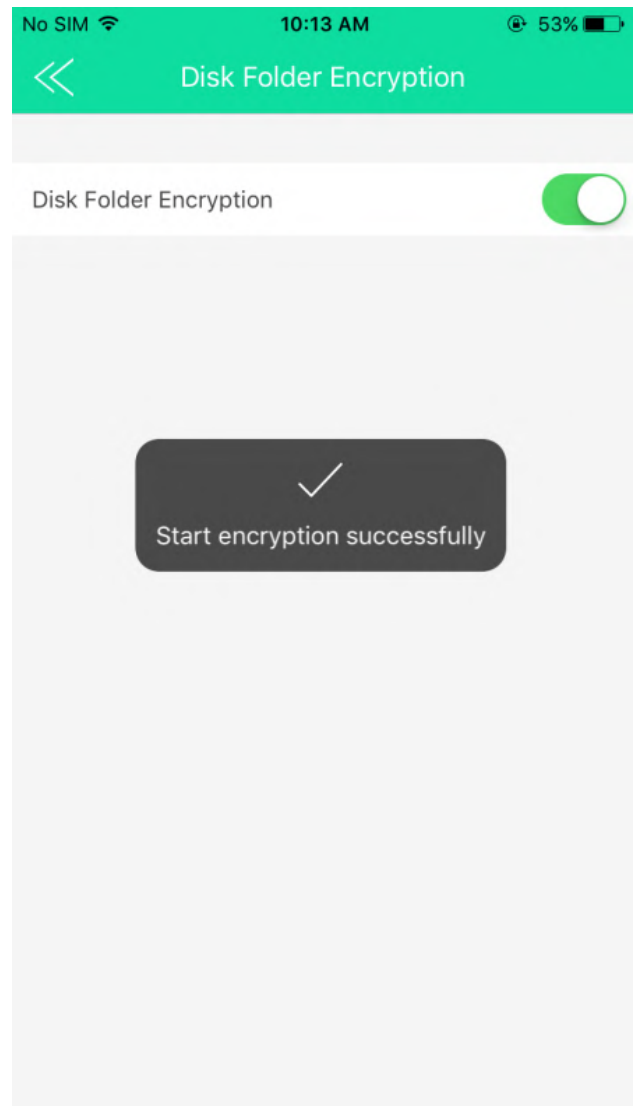 No SIM 10:13 AM 53%
Disk Folder Encryption
Disk Folder Encryption
Start encryption successfully